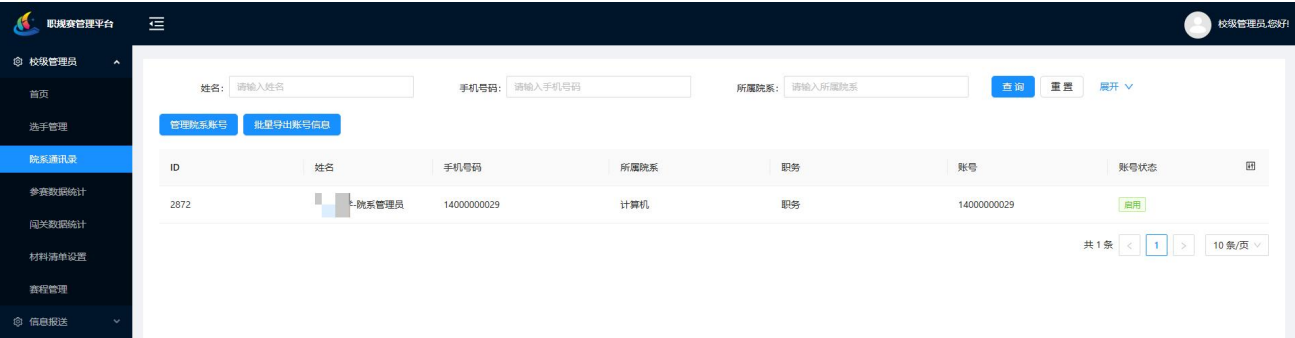 职规赛管理平台
校级管理员,您好!
校级管理员
首页
选手管理
院系通讯录
参赛数据统计
闯关数据统计
材料清单设置
赛程管理
信息报送
姓名: 请输入姓名 手机号码: 请输入手机号码 所属院系: 请输入所属院系 查 询 重 置 展开
管理院系账号 批量导出账号信息
ID 姓名 手机号码 所属院系 职务 账号 账号状态
2872 -院系管理员 14000000029 计算机 职务 14000000029 启用
共 1 条 < 1 > 10 条/页